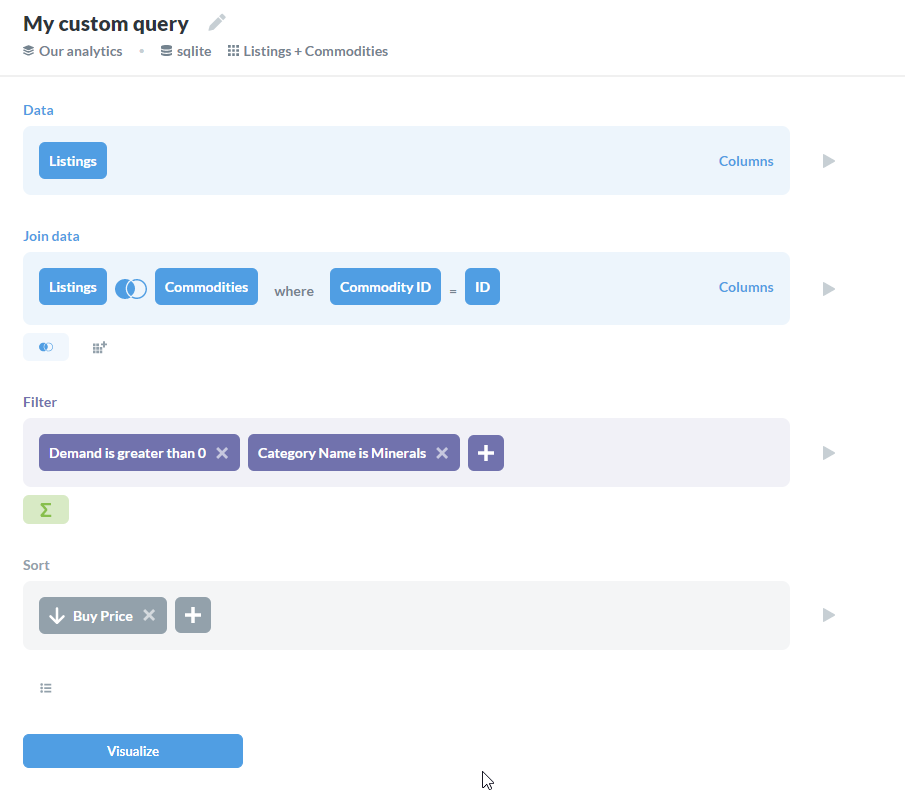 My custom query
Our analytics • sqlite Listings + Commodities
Data
Listings Columns
Join data
Listings Commodities where Commodity ID = ID Columns
Filter
Demand is greater than 0 Category Name is Minerals
Σ
Sort
Buy Price
Visualize